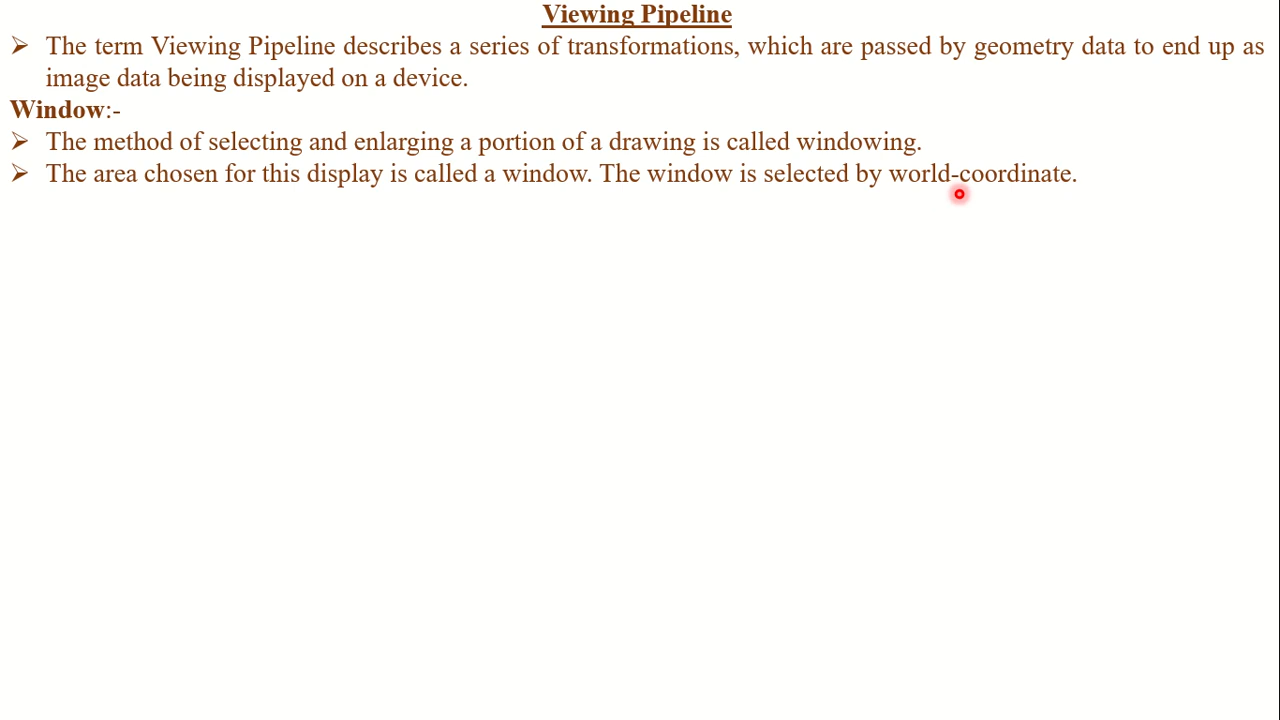 Viewing Pipeline
➢ The term Viewing Pipeline describes a series of transformations, which are passed by geometry data to end up as
image data being displayed on a device.
Window:-
➢ The method of selecting and enlarging a portion of a drawing is called windowing.
➢ The area chosen for this display is called a window. The window is selected by world-coordinate.